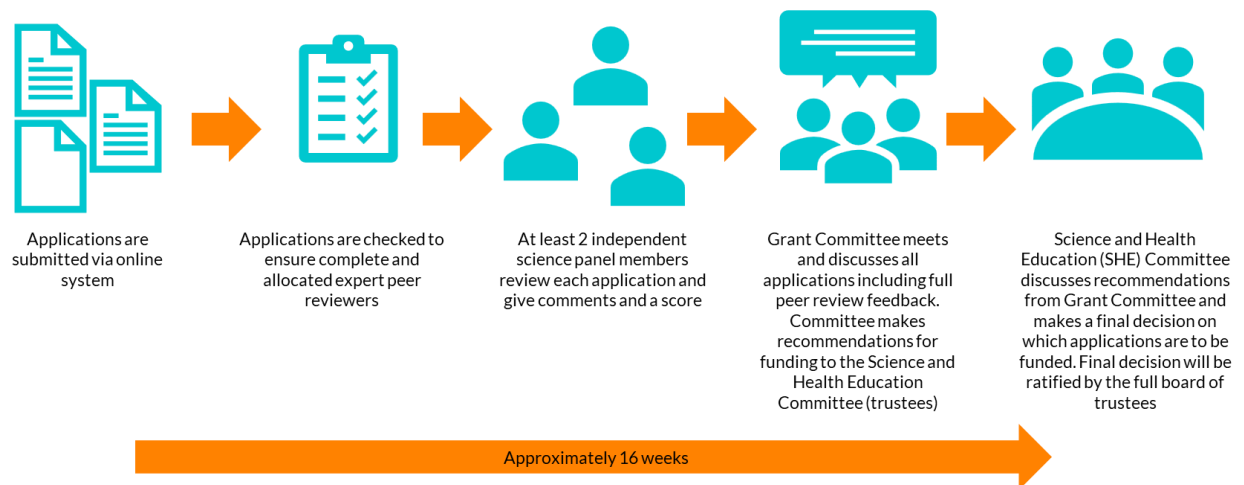 Applications are
submitted via online
system
Applications are checked to
ensure complete and
allocated expert peer
reviewers
At least 2 independent
science panel members
review each application and
give comments and a score
Grant Committee meets
and discusses all
applications including full
peer review feedback.
Committee makes
recommendations for
funding to the Science and
Health Education
Committee (trustees)
Science and Health
Education (SHE) Committee
discusses recommendations
from Grant Committee and
makes a final decision on
which applications are to be
funded. Final decision will be
ratified by the full board of
trustees
Approximately 16 weeks